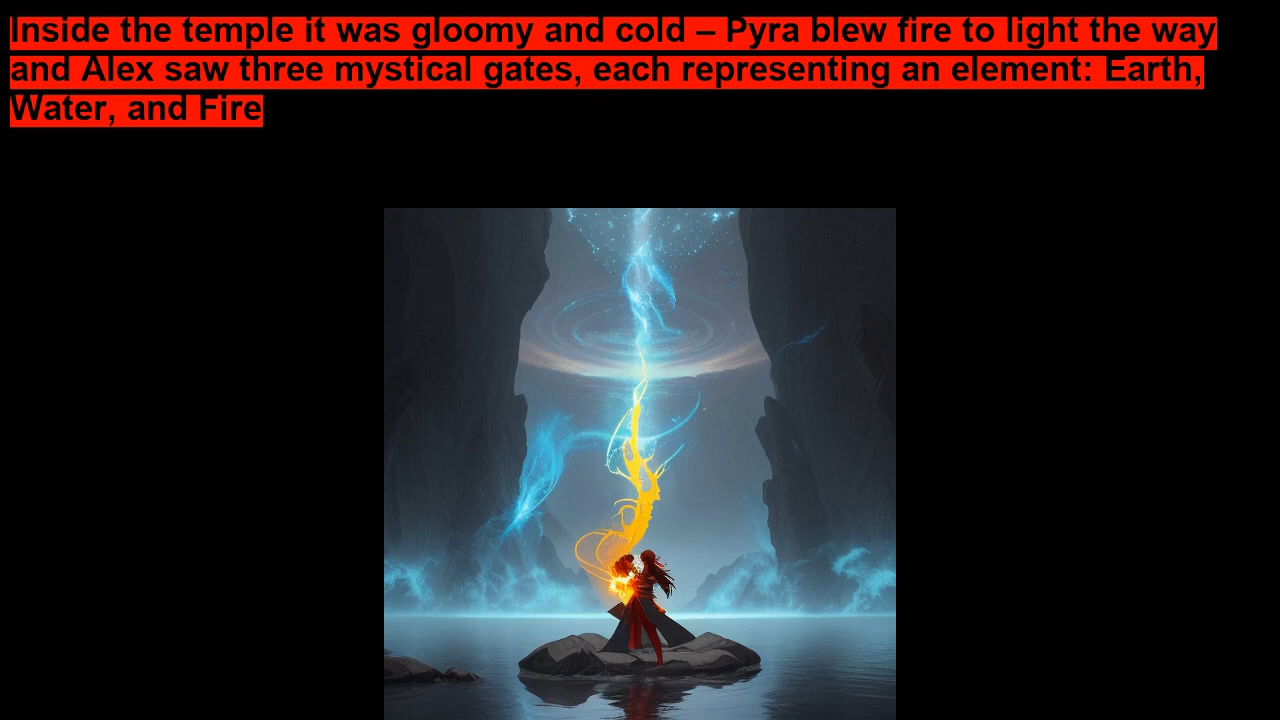 Inside the temple it was gloomy and cold – Pyra blew fire to light the way
and Alex saw three mystical gates, each representing an element: Earth,
Water, and Fire